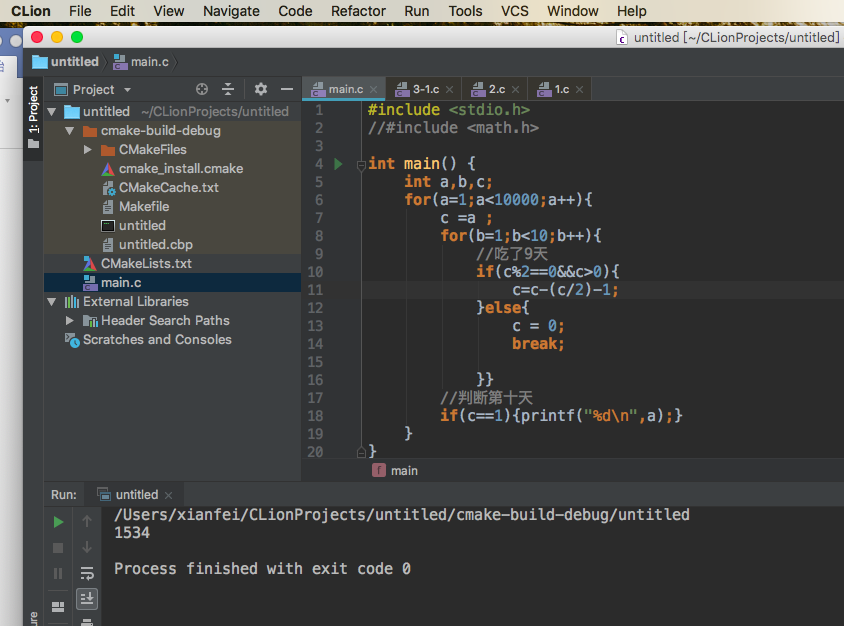 CLion File Edit View Navigate Code Refactor Run Tools VCS Window Help
untitled [~/CLionProjects/untitled]
untitled main.c
1: Project
Project
main.c 3-1.c 2.c 1.c
untitled ~/CLionProjects/untitled
cmake-build-debug
CMakeFiles
cmake_install.cmake
CMakeCache.txt
Makefile
untitled
untitled.cbp
CMakeLists.txt
main.c
External Libraries
Header Search Paths
Scratches and Consoles
1 #include <stdio.h>
2 //#include <math.h>
3
4 int main() {
5 int a,b,c;
6 for(a=1;a<10000;a++){
7 c =a ;
8 for(b=1;b<10;b++){
9 //吃了9天
10 if(c%2==0&&c>0){
11 c=c-(c/2)-1;
12 }else{
13 c = 0;
14 break;
15
16 }}
17 //判断第十天
18 if(c==1){printf("%d\n",a);}
19 }
20 }
main
Run: untitled
/Users/xianfei/CLionProjects/untitled/cmake-build-debug/untitled
1534
Process finished with exit code 0